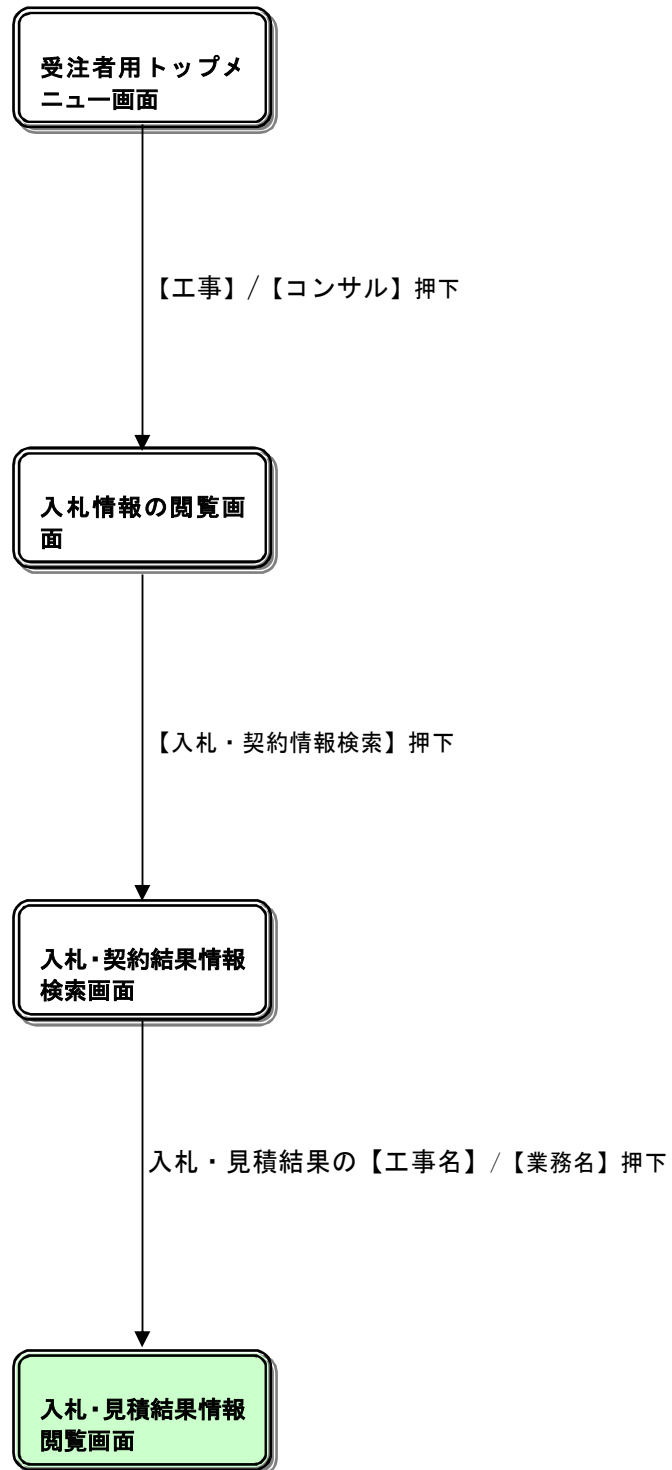 受注者用トップメ
ニュー画面
【工事】/【コンサル】押下
入札情報の閲覧画
面
【入札・契約情報検索】押下
入札・契約結果情報
検索画面
入札・見積結果の【工事名】/【業務名】押下
入札・見積結果情報
閲覧画面